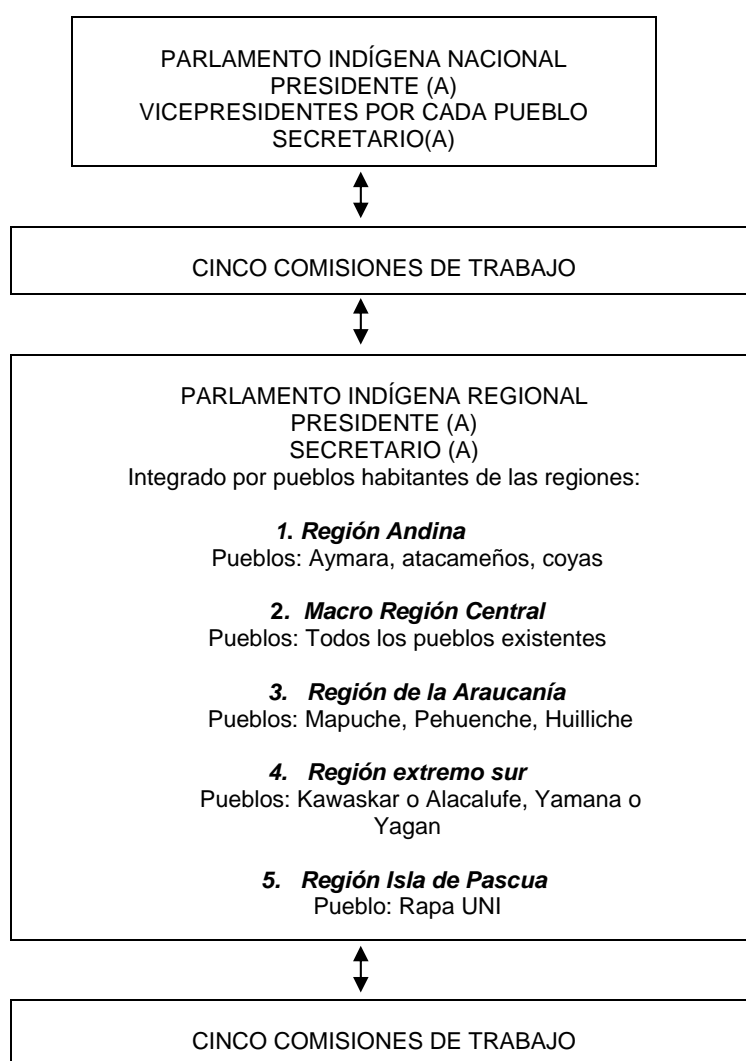 PARLAMENTO INDÍGENA NACIONAL
PRESIDENTE (A)
VICEPRESIDENTES POR CADA PUEBLO
SECRETARIO(A)
CINCO COMISIONES DE TRABAJO
PARLAMENTO INDÍGENA REGIONAL
PRESIDENTE (A)
SECRETARIO (A)
Integrado por pueblos habitantes de las regiones:
1. Región Andina
Pueblos: Aymara, atacameños, coyas
2. Macro Región Central
Pueblos: Todos los pueblos existentes
3. Región de la Araucanía
Pueblos: Mapuche, Pehuenche, Huilliche
4. Región extremo sur
Pueblos: Kawaskar o Alacalufe, Yamana o
Yagan
5. Región Isla de Pascua
Pueblo: Rapa UNI
CINCO COMISIONES DE TRABAJO